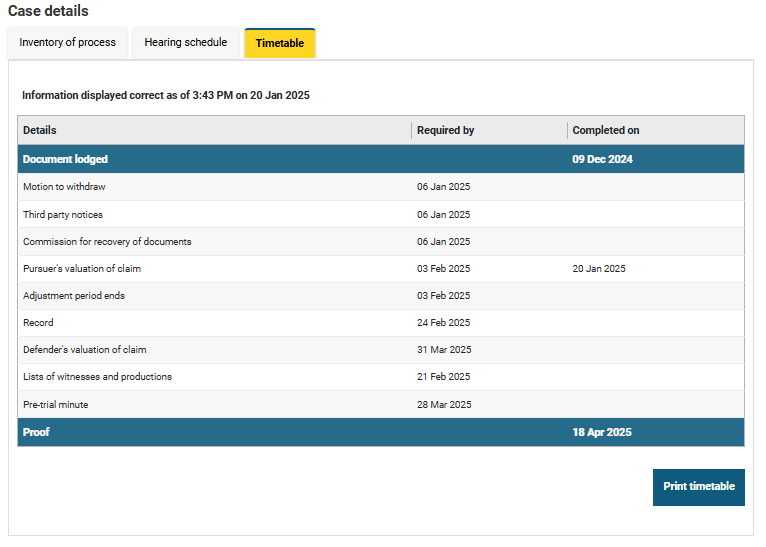 Case details
Inventory of process Hearing schedule Timetable
Information displayed correct as of 3:43 PM on 20 Jan 2025
Details Required by Completed on
Document lodged 09 Dec 2024
Motion to withdraw 06 Jan 2025
Third party notices 06 Jan 2025
Commission for recovery of documents 06 Jan 2025
Pursuer's valuation of claim 03 Feb 2025 20 Jan 2025
Adjustment period ends 03 Feb 2025
Record 24 Feb 2025
Defender's valuation of claim 31 Mar 2025
Lists of witnesses and productions 21 Feb 2025
Pre-trial minute 28 Mar 2025
Proof 18 Apr 2025
Print timetable